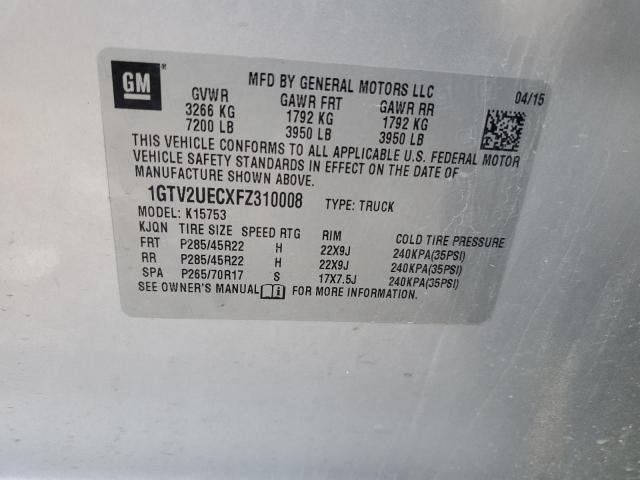 GM ®
MFD BY GENERAL MOTORS LLC
04/15
GVWR GAWR FRT GAWR RR
3266 KG 1792 KG 1792 KG
7200 LB 3950 LB 3950 LB
THIS VEHICLE CONFORMS TO ALL APPLICABLE U.S. FEDERAL MOTOR
VEHICLE SAFETY STANDARDS IN EFFECT ON THE DATE OF
MANUFACTURE SHOWN ABOVE.
1GTV2UECXFZ310008 TYPE: TRUCK
MODEL: K15753
KJQN TIRE SIZE SPEED RTG RIM COLD TIRE PRESSURE
FRT P285/45R22 H 22X9J 240KPA(35PSI)
RR P285/45R22 H 22X9J 240KPA(35PSI)
SPA P265/70R17 S 17X7.5J 240KPA(35PSI)
SEE OWNER'S MANUAL i FOR MORE INFORMATION.